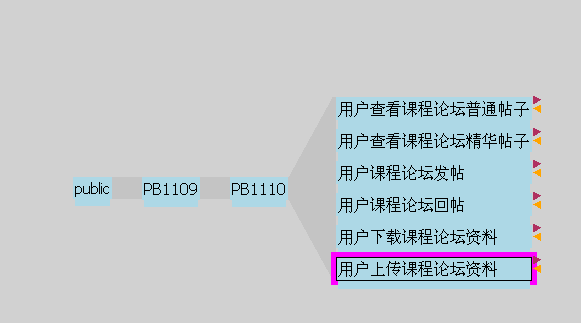 用户查看课程论坛普通帖子
用户查看课程论坛精华帖子
用户课程论坛发帖
public PB1109 PB1110
用户课程论坛回帖
用户下载课程论坛资料
用户上传课程论坛资料